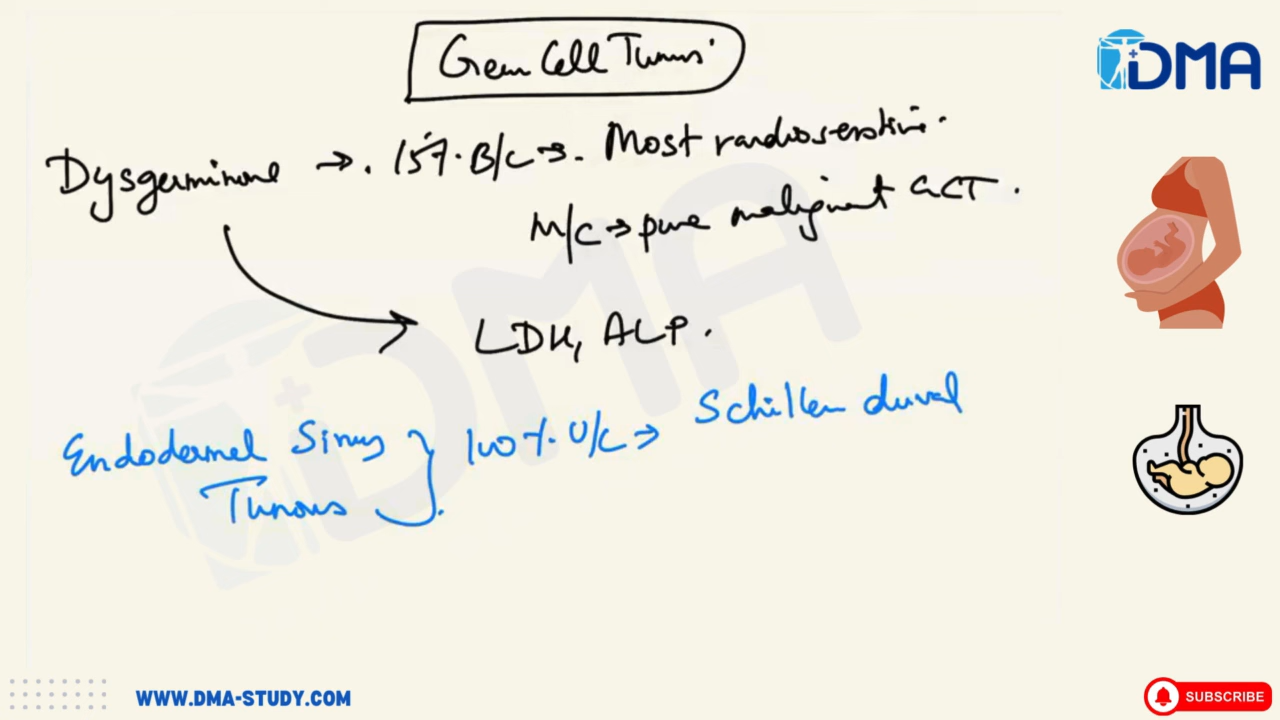 Germ Cell Tumors
DMA
Dysgerminoma → 15% B/L → Most radiosensitive.
M/C → pure malignant GCT.
LDH, ALP.
Endodermal Sinus } 100% U/L → Schiller duval
Tumors
WWW.DMA-STUDY.COM
SUBSCRIBE